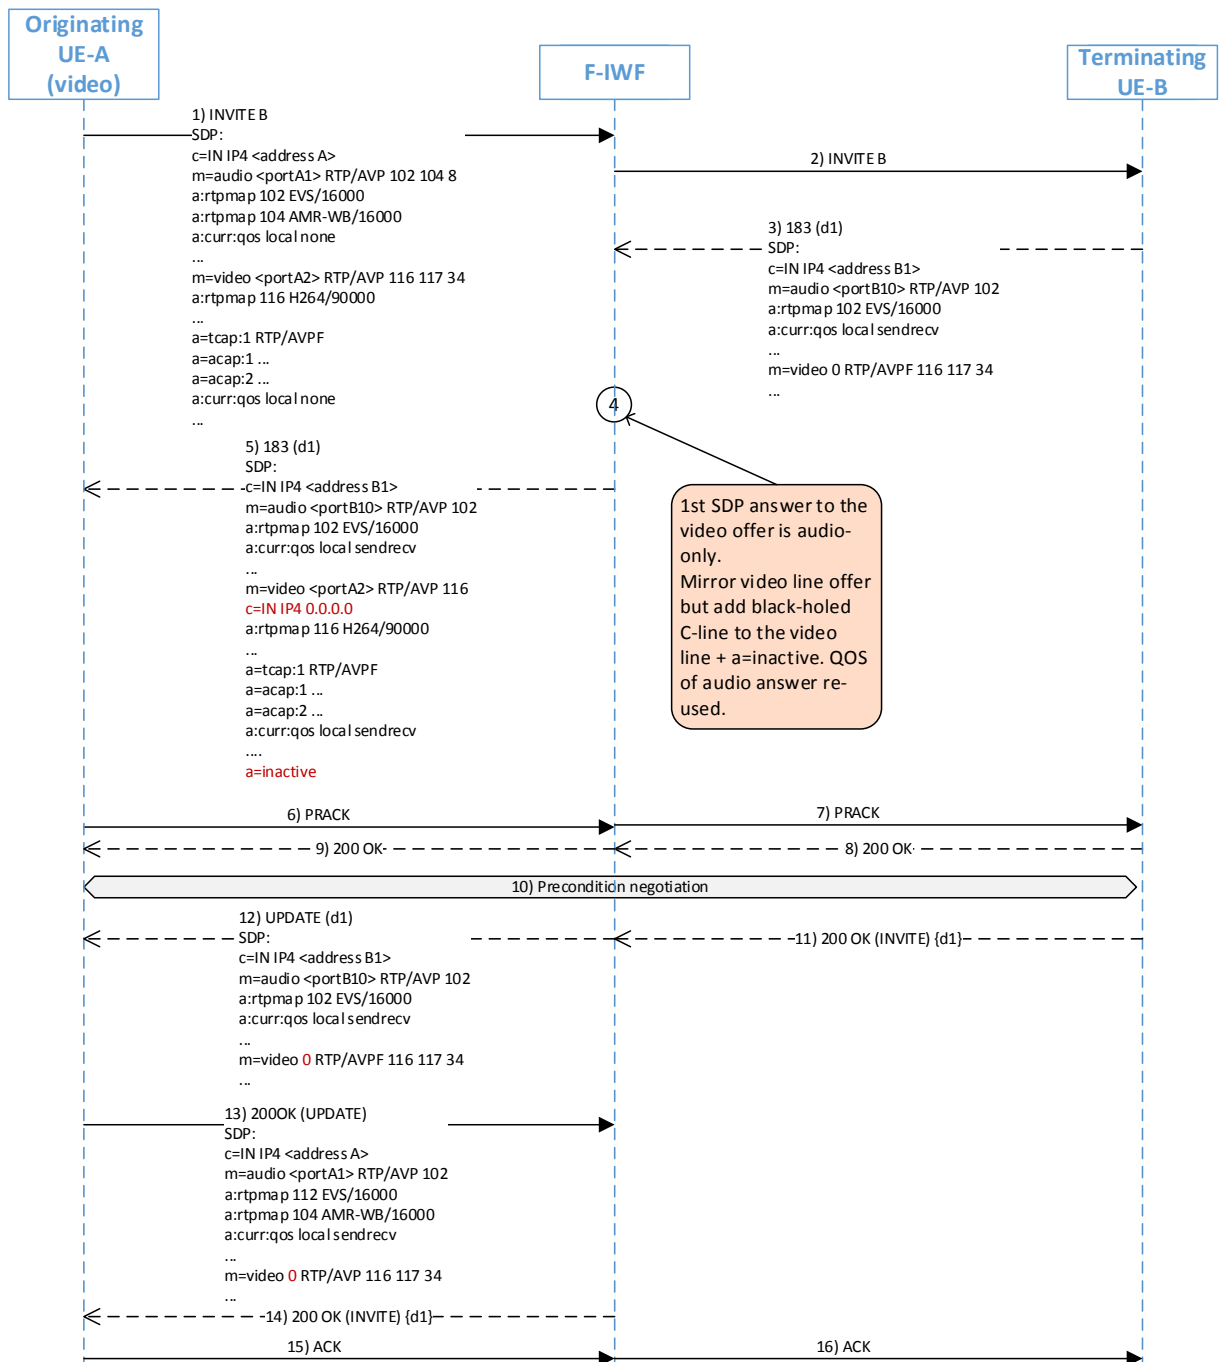 Originating
UE-A
(video)
F-IWF
Terminating
UE-B
1) INVITE B
SDP:
c=IN IP4 <address A>
m=audio <portA1> RTP/AVP 102 104 8
a:rtpmap 102 EVS/16000
a:rtpmap 104 AMR-WB/16000
a:curr:qos local none
...
m=video <portA2> RTP/AVP 116 117 34
a:rtpmap 116 H264/90000
...
a=tcap:1 RTP/AVPF
a=acap:1 ...
a=acap:2 ...
a:curr:qos local none
...
2) INVITE B
3) 183 (d1)
SDP:
c=IN IP4 <address B1>
m=audio <portB10> RTP/AVP 102
a:rtpmap 102 EVS/16000
a:curr:qos local sendrecv
...
m=video 0 RTP/AVPF 116 117 34
...
4
1st SDP answer to the
video offer is audio-
only.
Mirror video line offer
but add black-holed
C-line to the video
line + a=inactive. QOS
of audio answer re-
used.
5) 183 (d1)
SDP:
c=IN IP4 <address B1>
m=audio <portB10> RTP/AVP 102
a:rtpmap 102 EVS/16000
a:curr:qos local sendrecv
...
m=video <portA2> RTP/AVP 116
c=IN IP4 0.0.0.0
a:rtpmap 116 H264/90000
...
a=tcap:1 RTP/AVPF
a=acap:1 ...
a=acap:2 ...
a:curr:qos local sendrecv
....
a=inactive
6) PRACK
7) PRACK
9) 200 OK
8) 200 OK
10) Precondition negotiation
12) UPDATE (d1)
SDP:
c=IN IP4 <address B1>
m=audio <portB10> RTP/AVP 102
a:rtpmap 102 EVS/16000
a:curr:qos local sendrecv
...
m=video 0 RTP/AVPF 116 117 34
...
11) 200 OK (INVITE) {d1}
13) 200OK (UPDATE)
SDP:
c=IN IP4 <address A>
m=audio <portA1> RTP/AVP 102
a:rtpmap 112 EVS/16000
a:rtpmap 104 AMR-WB/16000
a:curr:qos local sendrecv
...
m=video 0 RTP/AVP 116 117 34
...
14) 200 OK (INVITE) {d1}
15) ACK
16) ACK